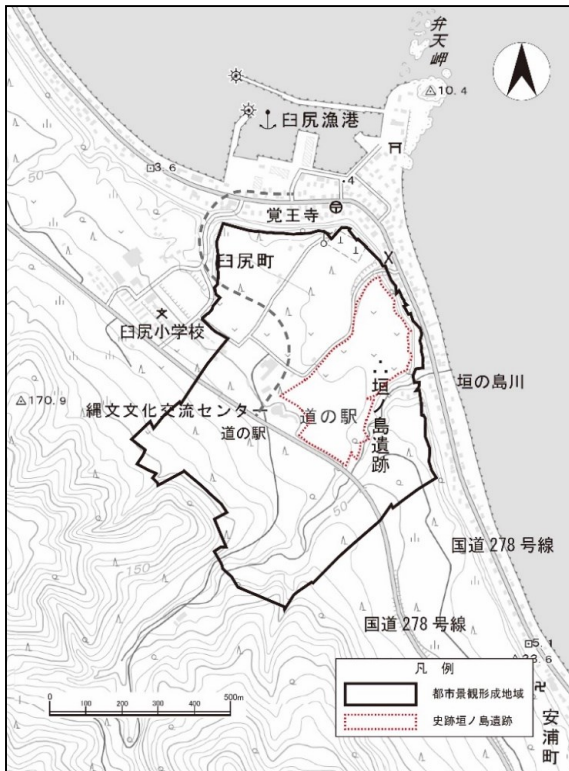 弁天岬
10.4
臼尻漁港
3.6
4
50
覚王寺
臼尻町
臼尻小学校
垣の島川
170.9
縄文文化交流センター
道の駅
道の駅
垣ノ島遺跡
50
150
国道278号線
国道278号線
5.1
凡 例
都市景観形成地域
史跡垣ノ島遺跡
安浦町
0 100 200 300 400 500m